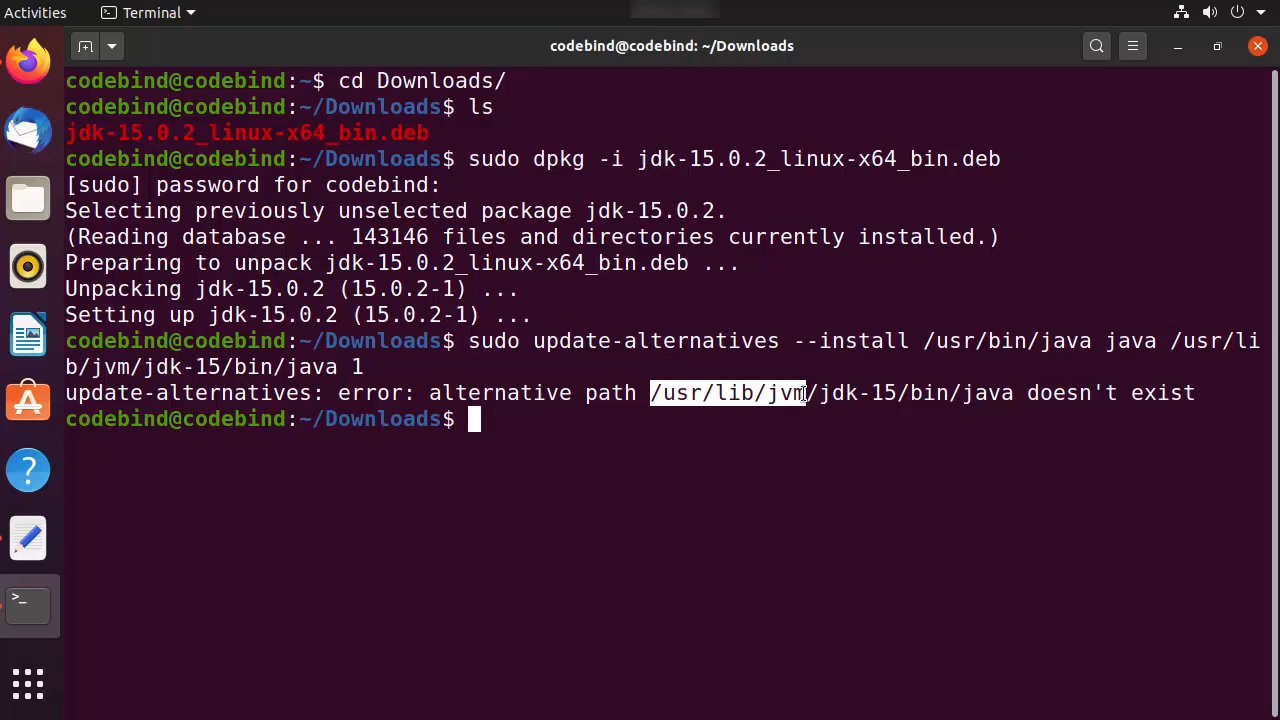 Activities
Terminal
codebind@codebind: ~/Downloads
codebind@codebind:~$ cd Downloads/
codebind@codebind:~/Downloads$ ls
jdk-15.0.2_linux-x64_bin.deb
codebind@codebind:~/Downloads$ sudo dpkg -i jdk-15.0.2_linux-x64_bin.deb
[sudo] password for codebind:
Selecting previously unselected package jdk-15.0.2.
(Reading database ... 143146 files and directories currently installed.)
Preparing to unpack jdk-15.0.2_linux-x64_bin.deb ...
Unpacking jdk-15.0.2 (15.0.2-1) ...
Setting up jdk-15.0.2 (15.0.2-1) ...
codebind@codebind:~/Downloads$ sudo update-alternatives --install /usr/bin/java java /usr/li
b/jvm/jdk-15/bin/java 1
update-alternatives: error: alternative path /usr/lib/jvm/jdk-15/bin/java doesn't exist
codebind@codebind:~/Downloads$